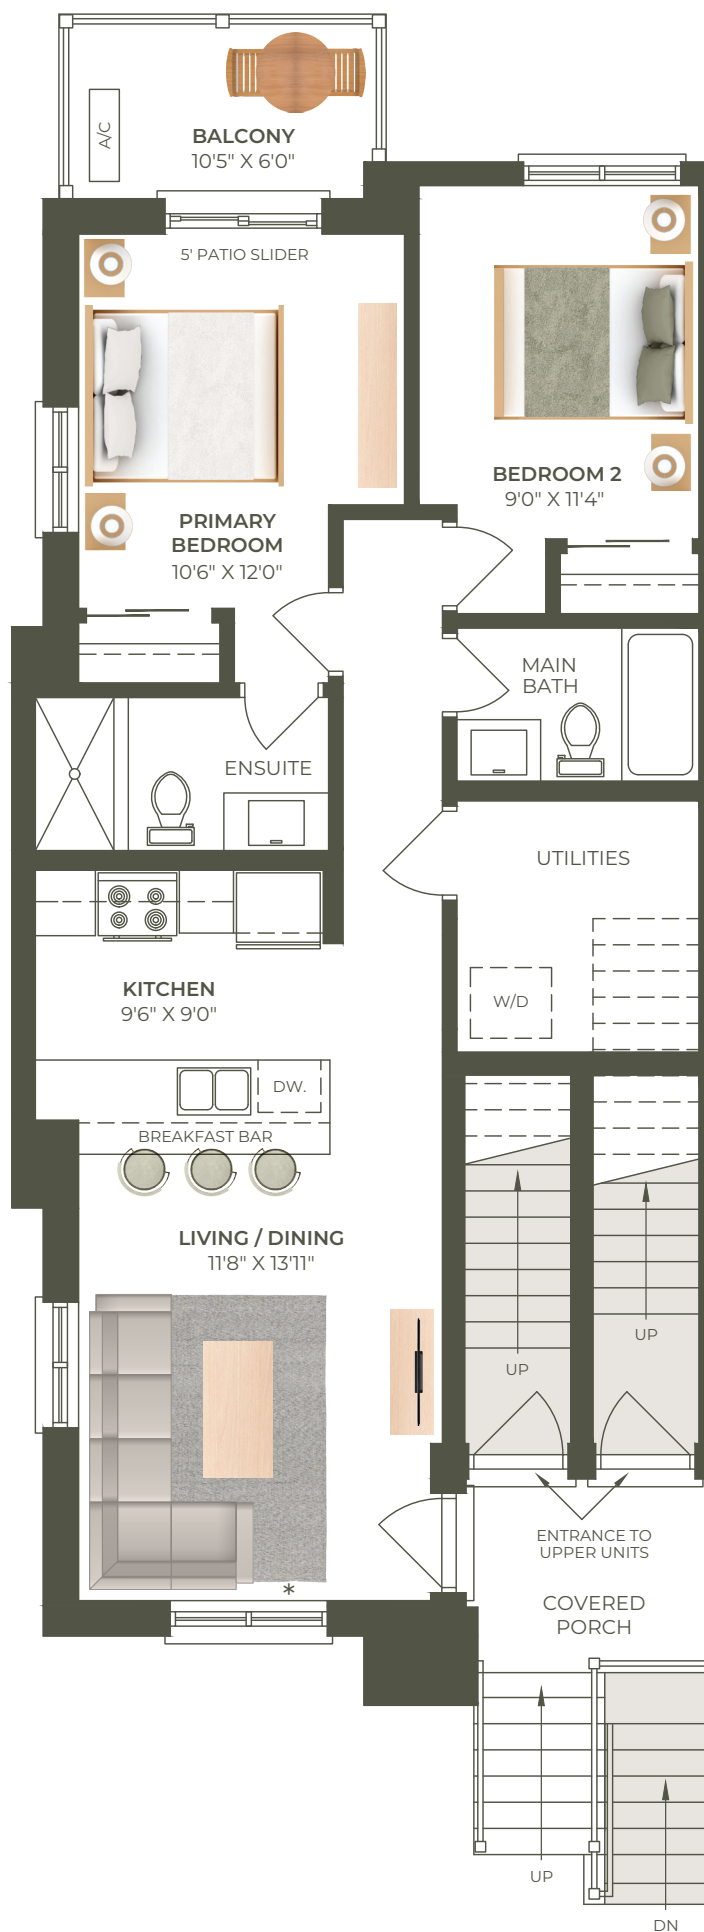 A/C
BALCONY
10'5" X 6'0"
5' PATIO SLIDER
BEDROOM 2
9'0" X 11'4"
PRIMARY
BEDROOM
10'6" X 12'0"
MAIN
BATH
ENSUITE
UTILITIES
KITCHEN
9'6" X 9'0"
W/D
DW.
BREAKFAST BAR
LIVING / DINING
11'8" X 13'11"
UP
UP
ENTRANCE TO
UPPER UNITS
*
COVERED
PORCH
UP
DN